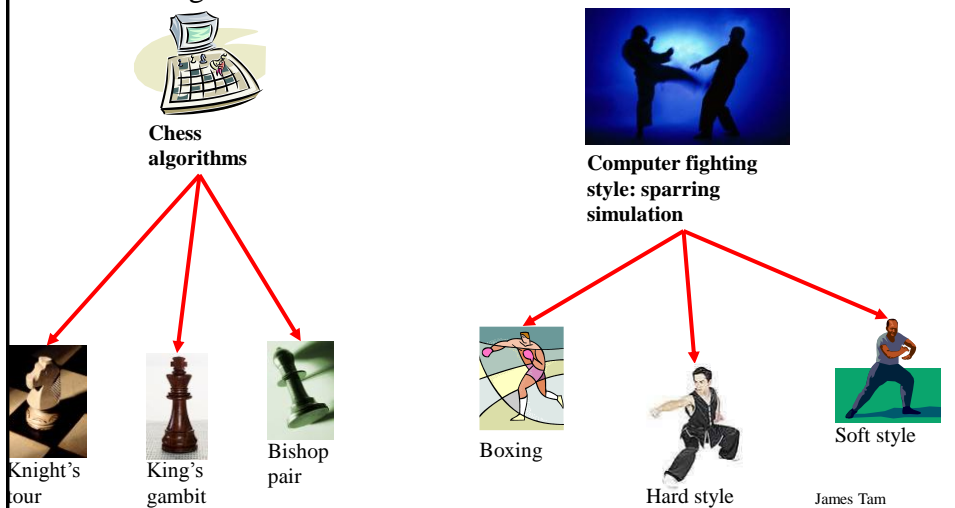 Chess
algorithms
Computer fighting
style: sparring
simulation
Knight's
tour
King's
gambit
Bishop
pair
Boxing
Hard style
Soft style
James Tam